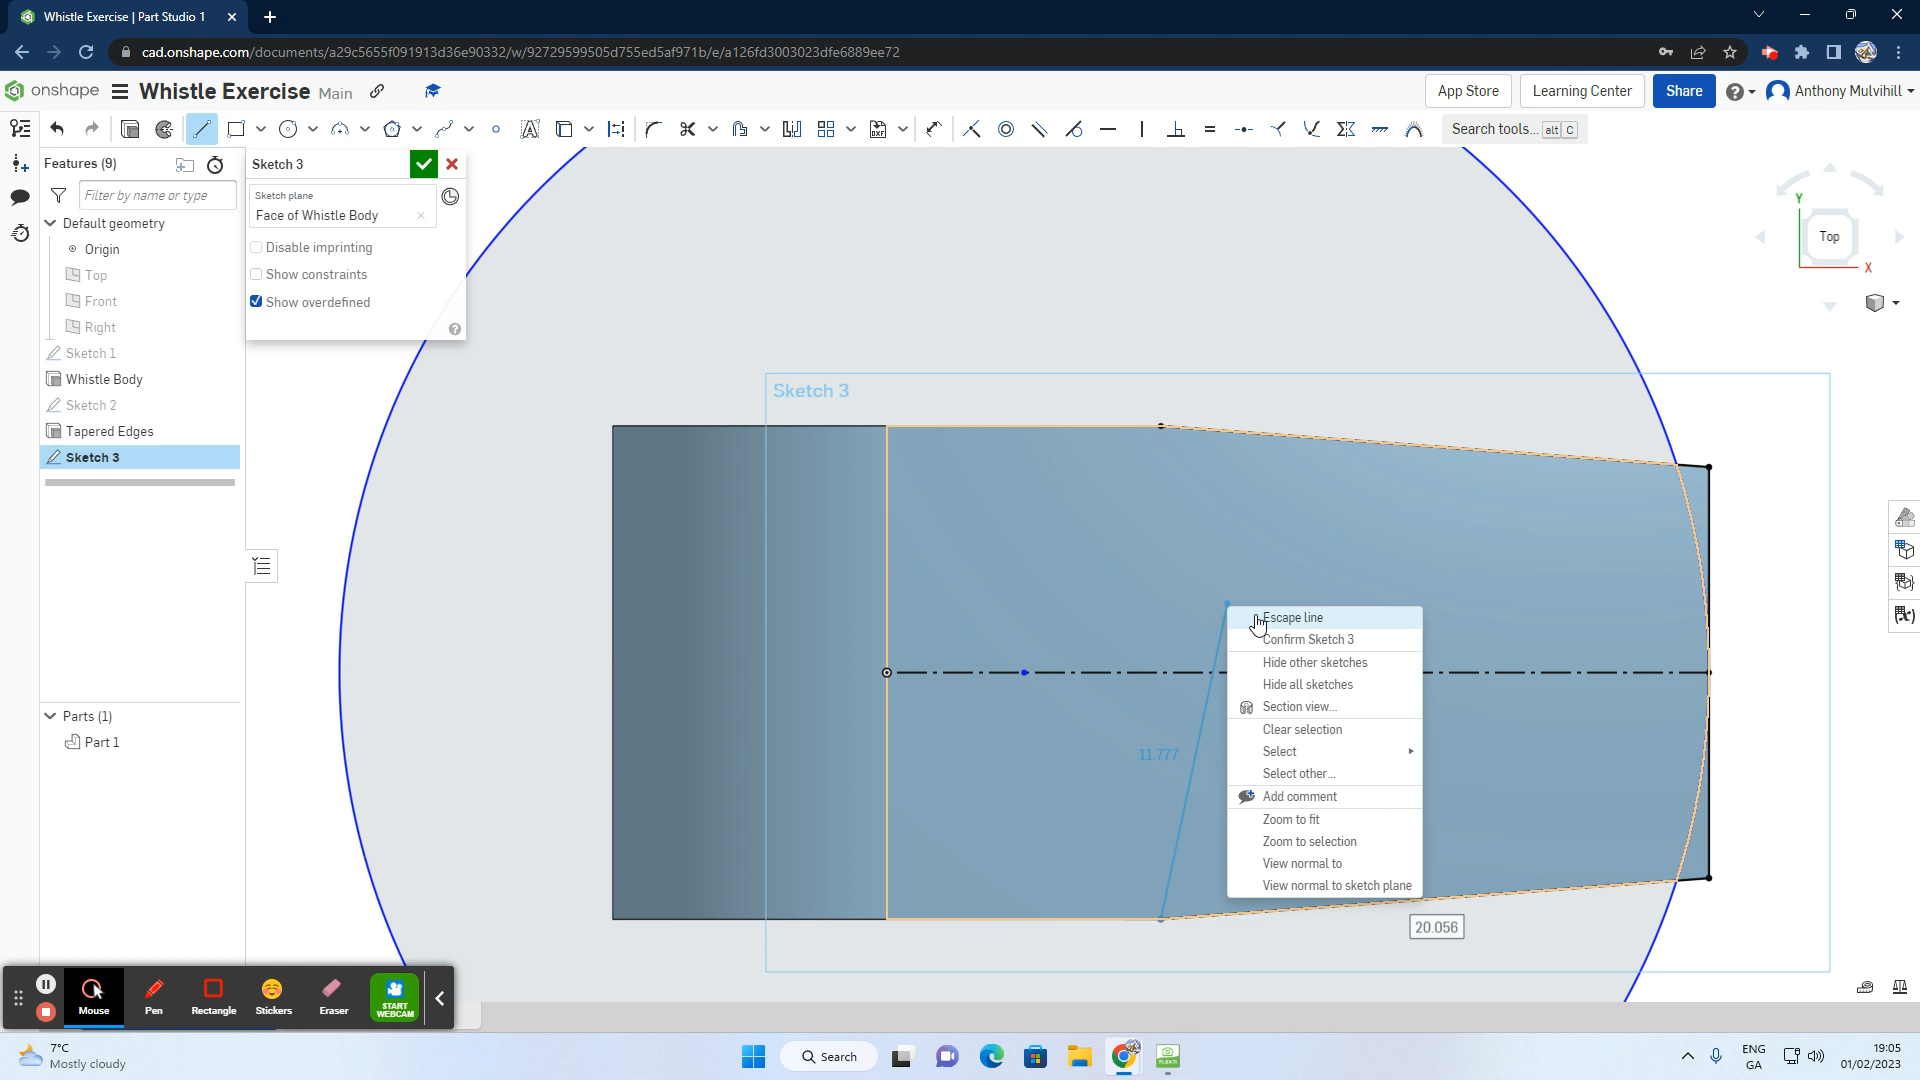 Whistle Exercise | Part Studio 1
cad.onshape.com/documents/a29c5655f091913d36e90332/w/92729599505d755ed5af971b/e/a126fd3003023dfe6889ee72
onshape
Whistle Exercise Main
App Store
Learning Center
Share
Anthony Mulvihill
Search tools... alt C
Features (9)
Filter by name or type
Default geometry
Origin
Top
Front
Right
Sketch 1
Whistle Body
Sketch 2
Tapered Edges
Sketch 3
Parts (1)
Part 1
Sketch 3
Sketch plane
Face of Whistle Body
Disable imprinting
Show constraints
Show overdefined
Y
Top
X
Sketch 3
11.777
20.056
Escape line
Confirm Sketch 3
Hide other sketches
Hide all sketches
Section view...
Clear selection
Select
Select other...
Add comment
Zoom to fit
Zoom to selection
View normal to
View normal to sketch plane
Mouse
Pen
Rectangle
Stickers
Eraser
START
WEBCAM
7°C
Mostly cloudy
Search
ENG
GA
19:05
01/02/2023